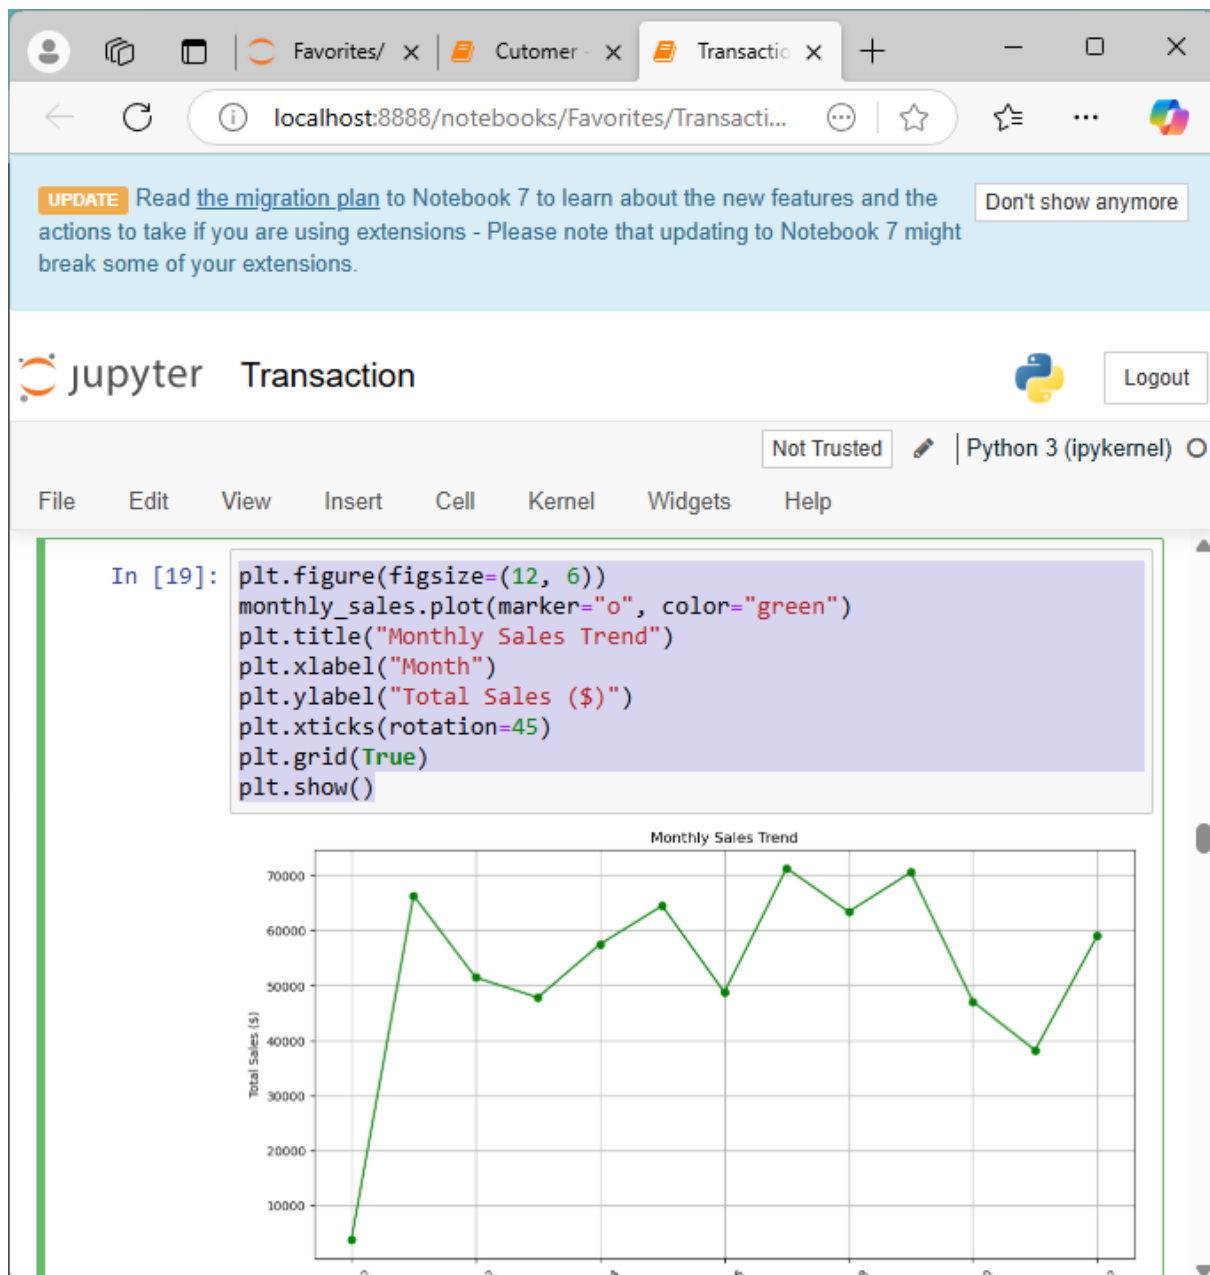 Favorites/
Cutomer -
Transactio
localhost:8888/notebooks/Favorites/Transacti...
UPDATE Read the migration plan to Notebook 7 to learn about the new features and the
actions to take if you are using extensions - Please note that updating to Notebook 7 might
break some of your extensions.
Don't show anymore
jupyter Transaction
Logout
Not Trusted
Python 3 (ipykernel)
File Edit View Insert Cell Kernel Widgets Help
In [19]:
plt.figure(figsize=(12, 6))
monthly_sales.plot(marker="o", color="green")
plt.title("Monthly Sales Trend")
plt.xlabel("Month")
plt.ylabel("Total Sales ($)")
plt.xticks(rotation=45)
plt.grid(True)
plt.show()
Monthly Sales Trend
70000
60000
50000
40000
30000
20000
10000
Total Sales ($)